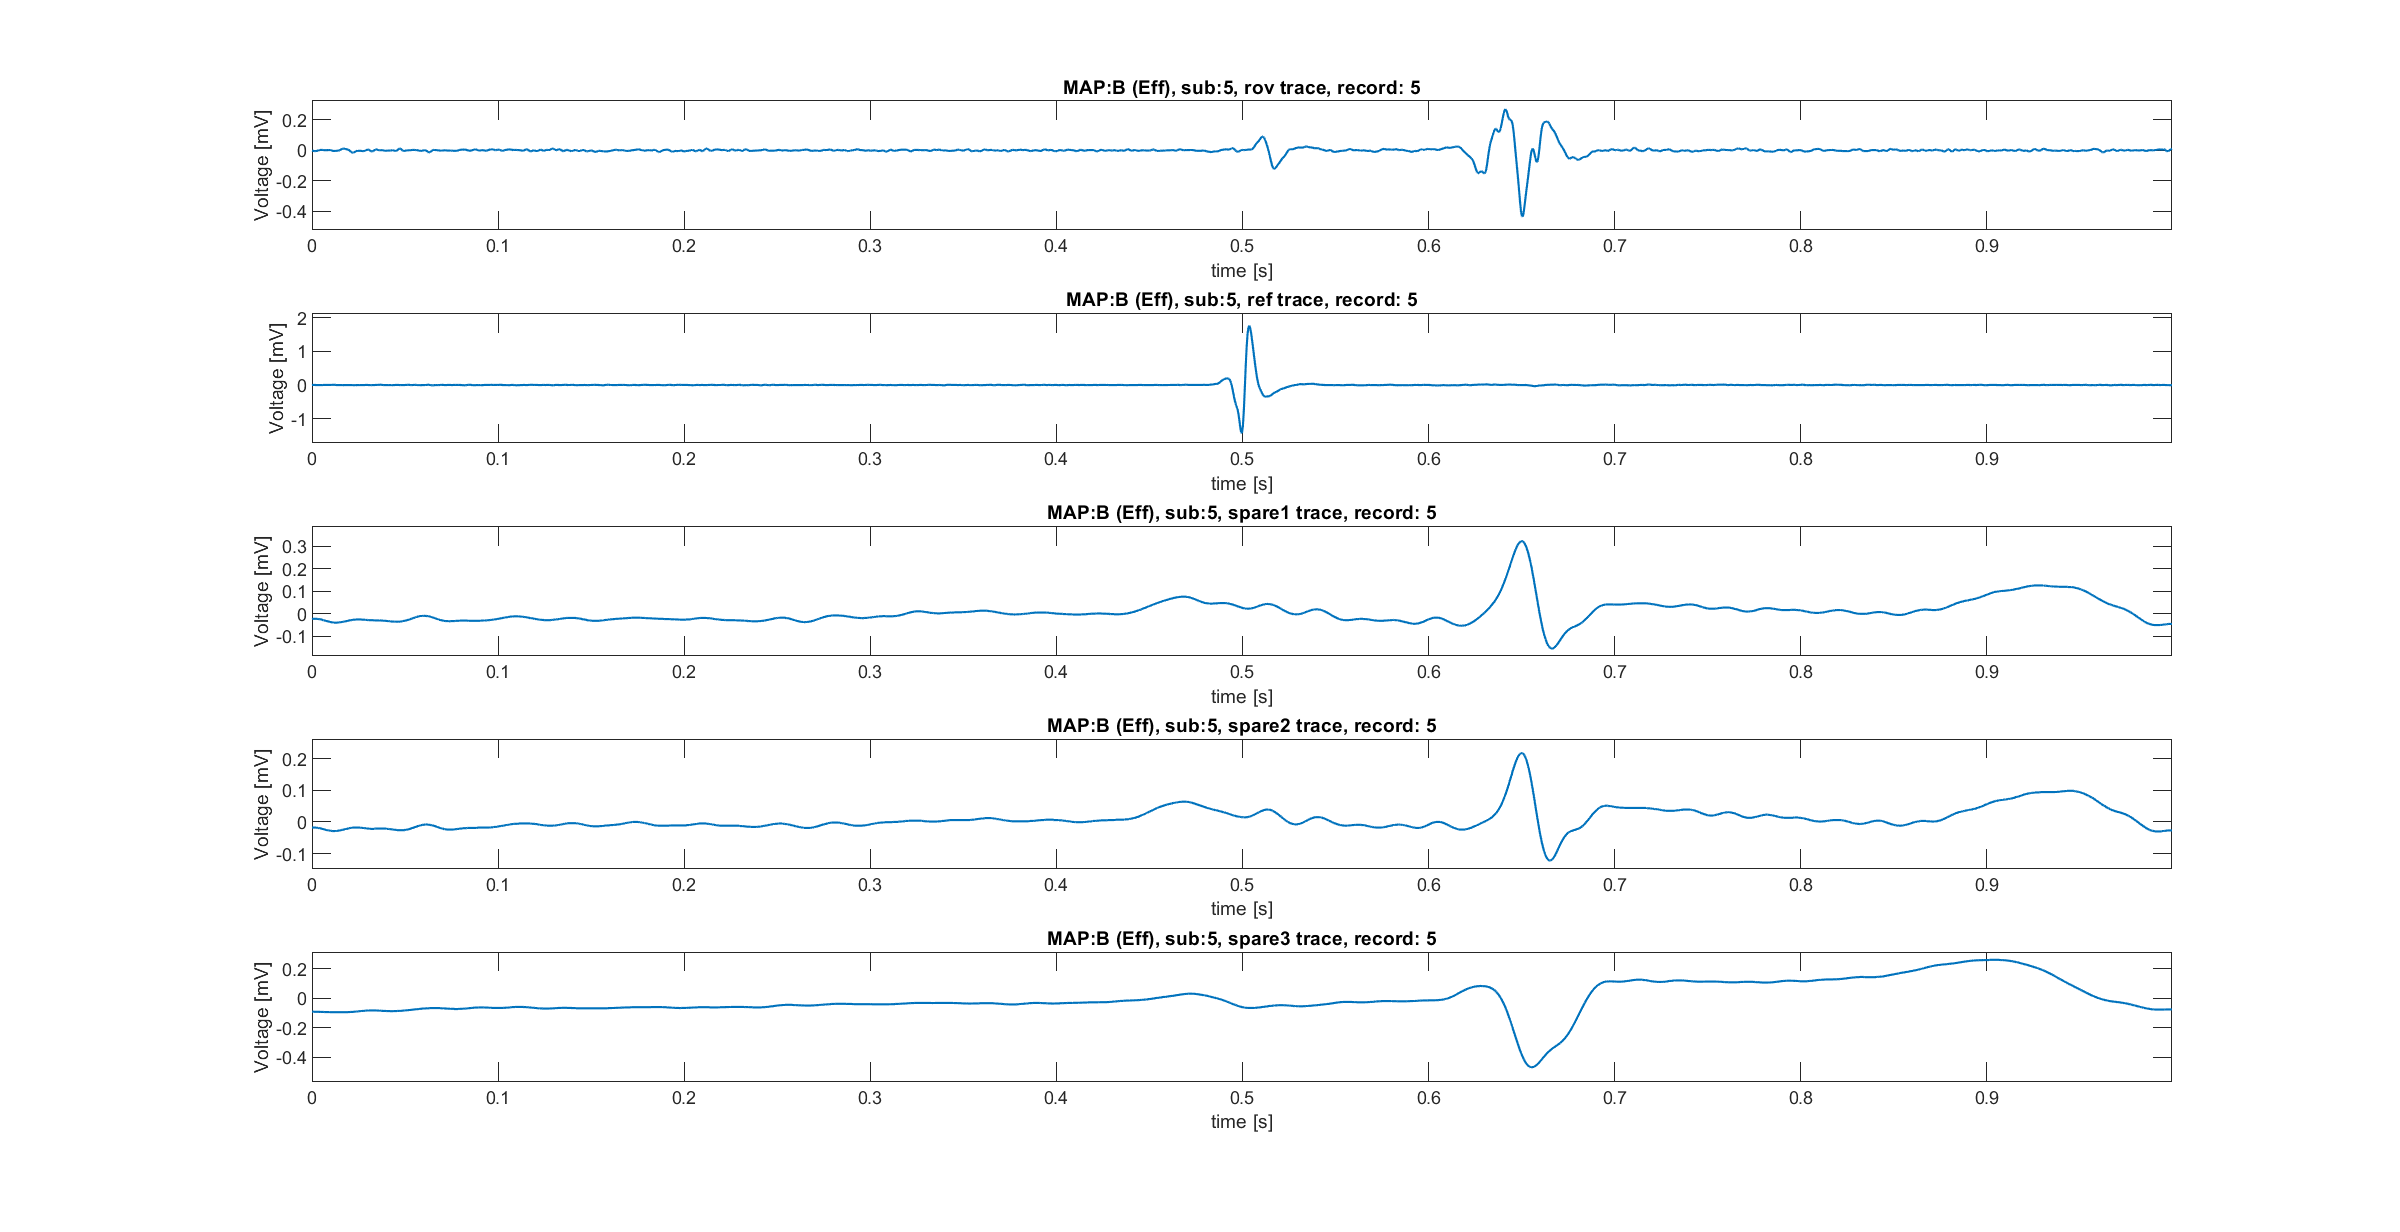 MAP:B (Eff), sub:5, rov trace, record: 5
Voltage [mV]
0.2
0
-0.2
-0.4
0 0.1 0.2 0.3 0.4 0.5 0.6 0.7 0.8 0.9
time [s]
MAP:B (Eff), sub:5, ref trace, record: 5
Voltage [mV]
2
1
0
-1
0 0.1 0.2 0.3 0.4 0.5 0.6 0.7 0.8 0.9
time [s]
MAP:B (Eff), sub:5, spare1 trace, record: 5
Voltage [mV]
0.3
0.2
0.1
0
-0.1
0 0.1 0.2 0.3 0.4 0.5 0.6 0.7 0.8 0.9
time [s]
MAP:B (Eff), sub:5, spare2 trace, record: 5
Voltage [mV]
0.2
0.1
0
-0.1
0 0.1 0.2 0.3 0.4 0.5 0.6 0.7 0.8 0.9
time [s]
MAP:B (Eff), sub:5, spare3 trace, record: 5
Voltage [mV]
0.2
0
-0.2
-0.4
0 0.1 0.2 0.3 0.4 0.5 0.6 0.7 0.8 0.9
time [s]